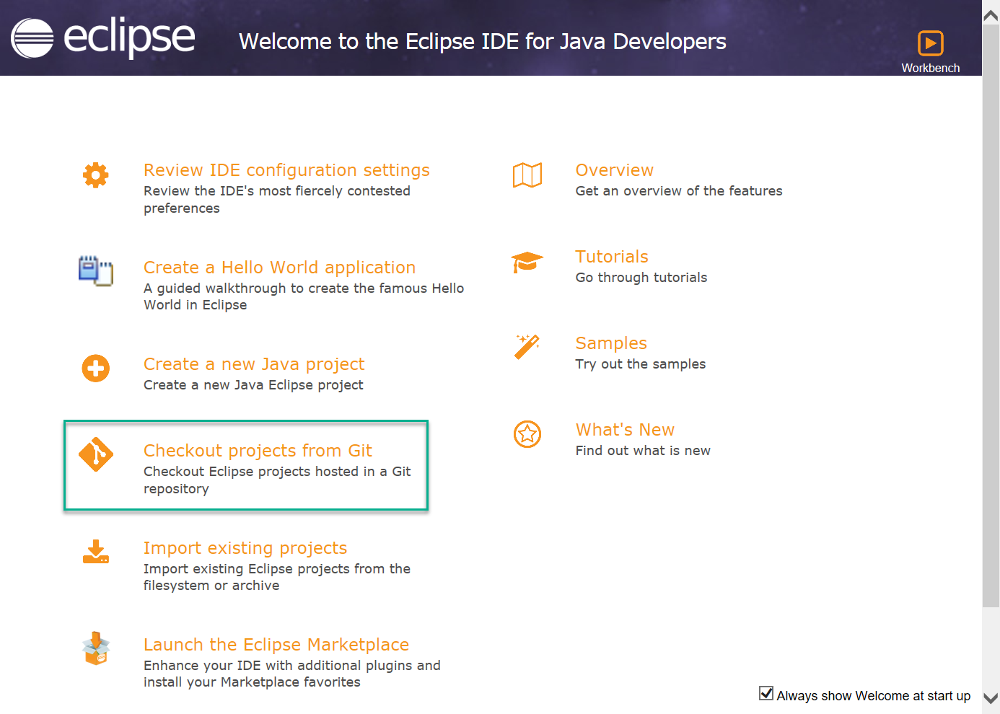 eclipse
Welcome to the Eclipse IDE for Java Developers
Workbench
Review IDE configuration settings
Review the IDE's most fiercely contested
preferences
Create a Hello World application
A guided walkthrough to create the famous Hello
World in Eclipse
Create a new Java project
Create a new Java Eclipse project
Checkout projects from Git
Checkout Eclipse projects hosted in a Git
repository
Import existing projects
Import existing Eclipse projects from the
filesystem or archive
Launch the Eclipse Marketplace
Enhance your IDE with additional plugins and
install your Marketplace favorites
Overview
Get an overview of the features
Tutorials
Go through tutorials
Samples
Try out the samples
What's New
Find out what is new
Always show Welcome at start up